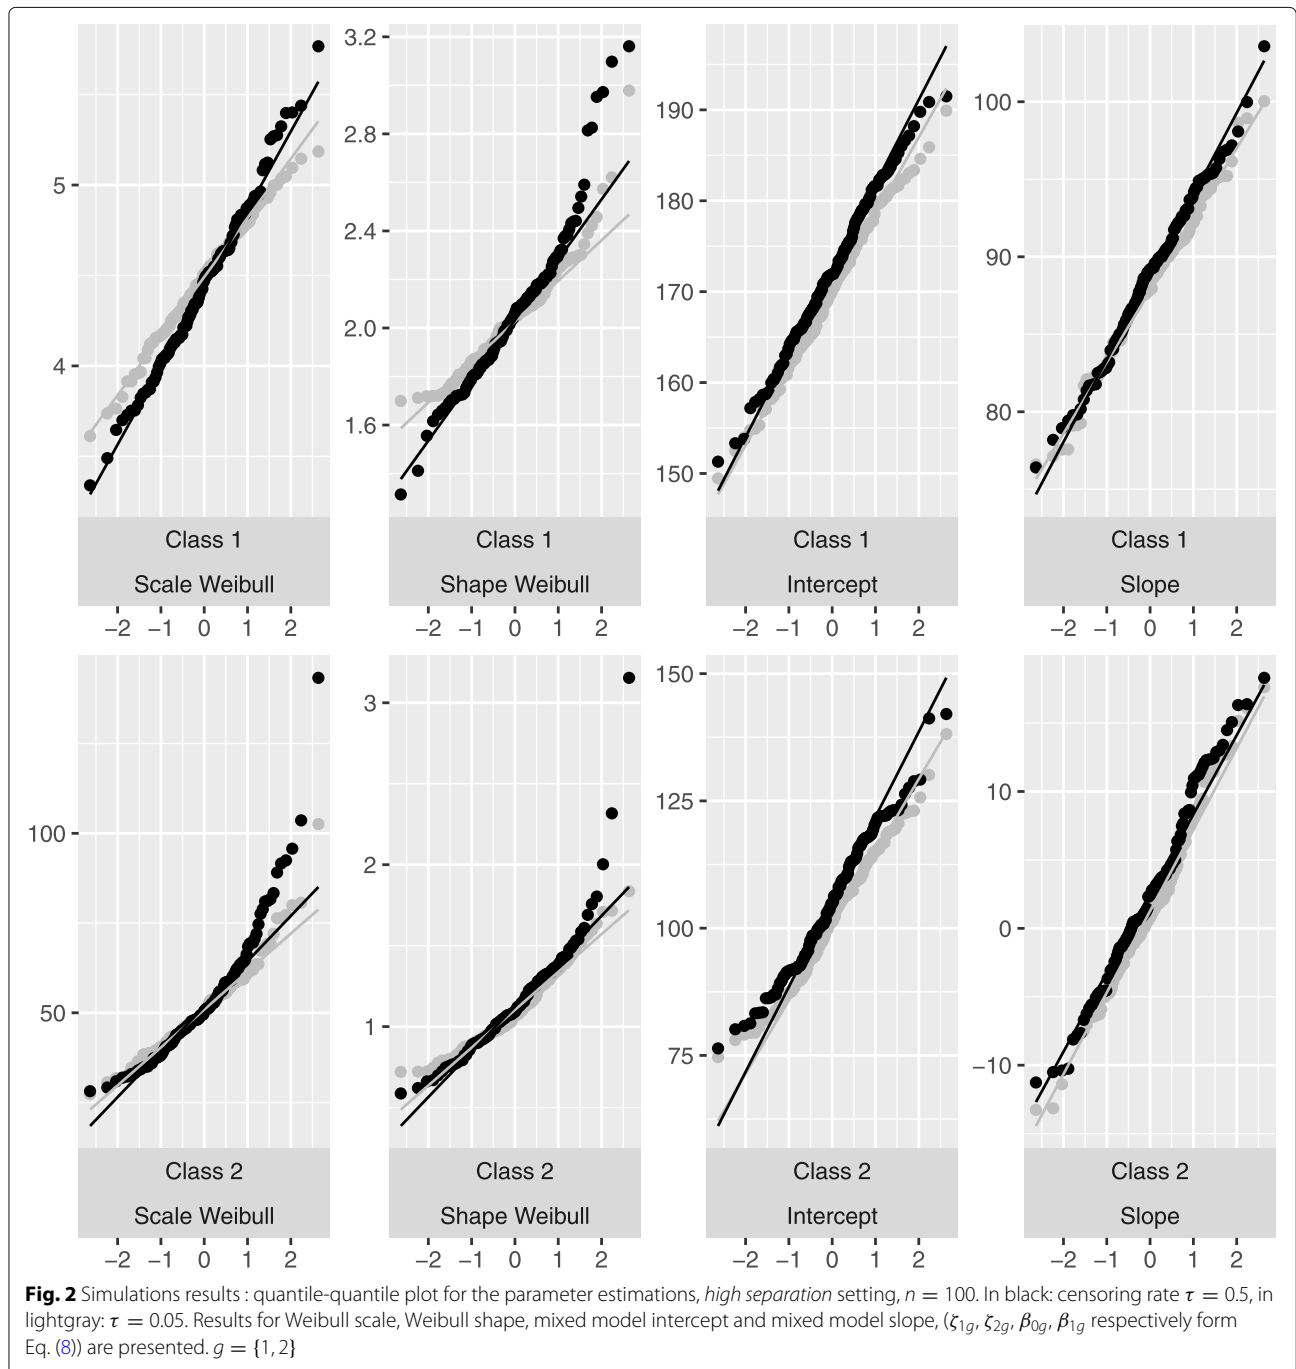 3.2
190
100
5
2.8
180
2.4
90
170
2.0
4
160
80
1.6
150
Class 1
Class 1
Class 1
Class 1
Scale Weibull
Shape Weibull
Intercept
Slope
−2 −1 0 1 2
−2 −1 0 1 2
−2 −1 0 1 2
−2 −1 0 1 2
150
3
10
125
100
2
100
0
50
1
75
−10
Class 2
Class 2
Class 2
Class 2
Scale Weibull
Shape Weibull
Intercept
Slope
−2 −1 0 1 2
−2 −1 0 1 2
−2 −1 0 1 2
−2 −1 0 1 2
Fig. 2 Simulations results : quantile-quantile plot for the parameter estimations, high separation setting, n = 100. In black: censoring rate τ = 0.5, in
lightgray: τ = 0.05. Results for Weibull scale, Weibull shape, mixed model intercept and mixed model slope, (ζ1g, ζ2g, β0g, β1g respectively form
Eq. (8)) are presented. g = {1, 2}